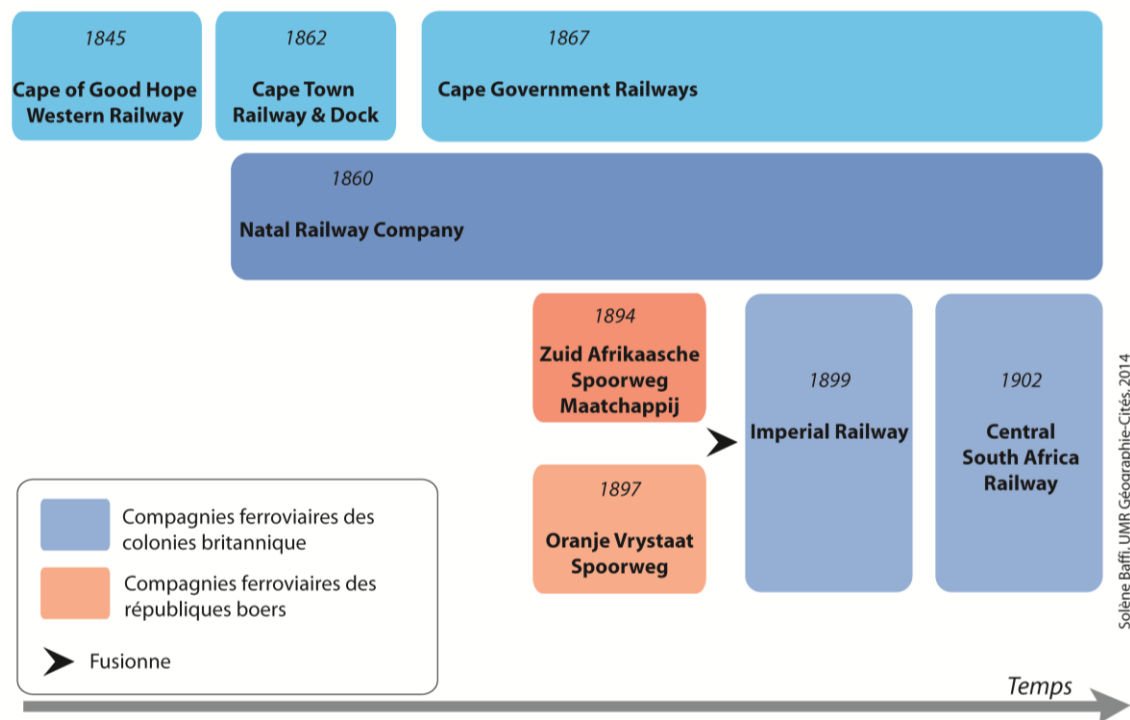 1845
Cape of Good Hope
Western Railway
1862
Cape Town
Railway & Dock
1867
Cape Government Railways
1860
Natal Railway Company
1894
Zuid Afrikaasche
Spoorweg
Maatchappij
1897
Oranje Vrystaat
Spoorweg
1899
Imperial Railway
1902
Central
South Africa
Railway
Compagnies ferroviaires des
colonies britannique
Compagnies ferroviaires des
républiques boers
Fusionne
Temps
Solène Baffi, UMR Géographie-Cités, 2014